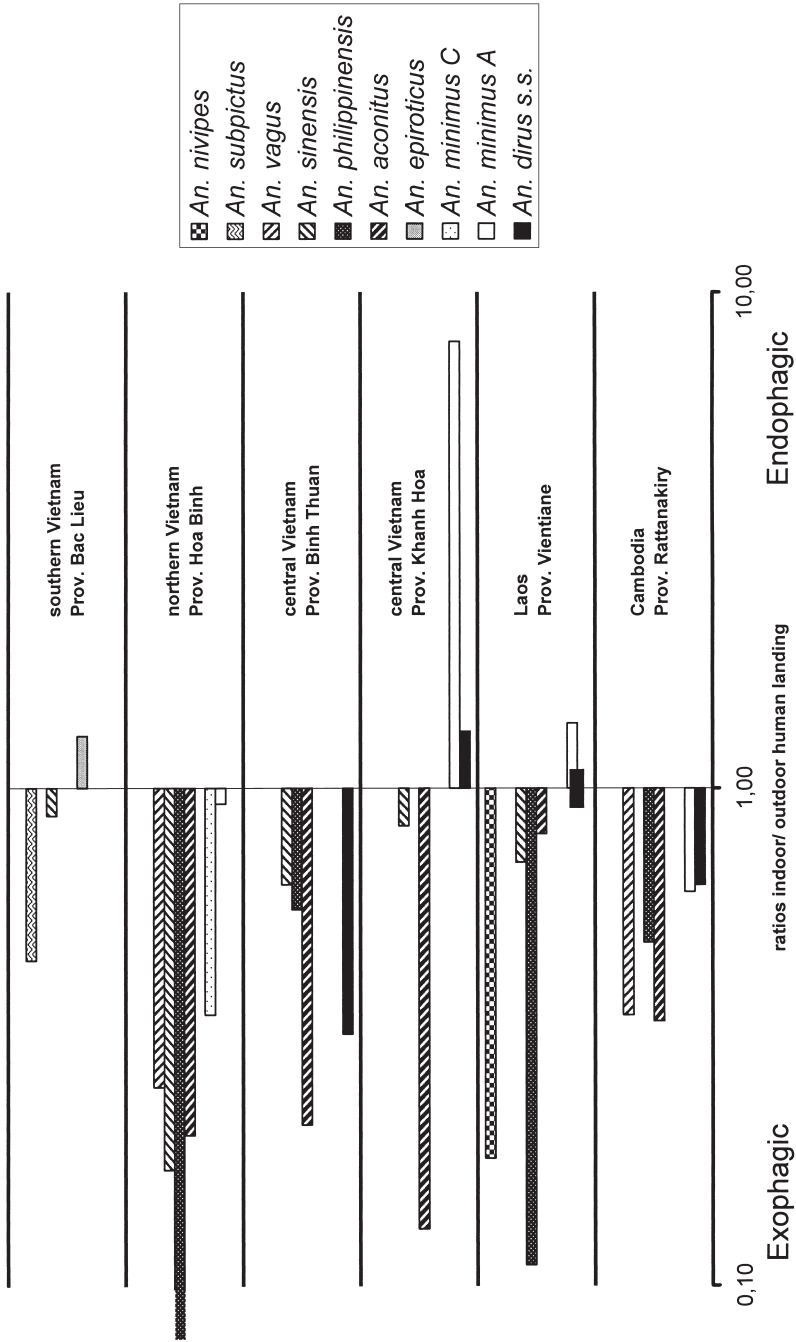 southern Vietnam
Prov. Bac Lieu
northern Vietnam
Prov. Hoa Binh
central Vietnam
Prov. Binh Thuan
central Vietnam
Prov. Khanh Hoa
Laos
Prov. Vientiane
Cambodia
Prov. Rattanakiry
0,10
1,00
10,00
ratios indoor/ outdoor human landing
Exophagic
Endophagic
An. nivipes
An. subpictus
An. vagus
An. sinensis
An. philippinensis
An. aconitus
An. epiroticus
An. minimus C
An. minimus A
An. dirus s.s.